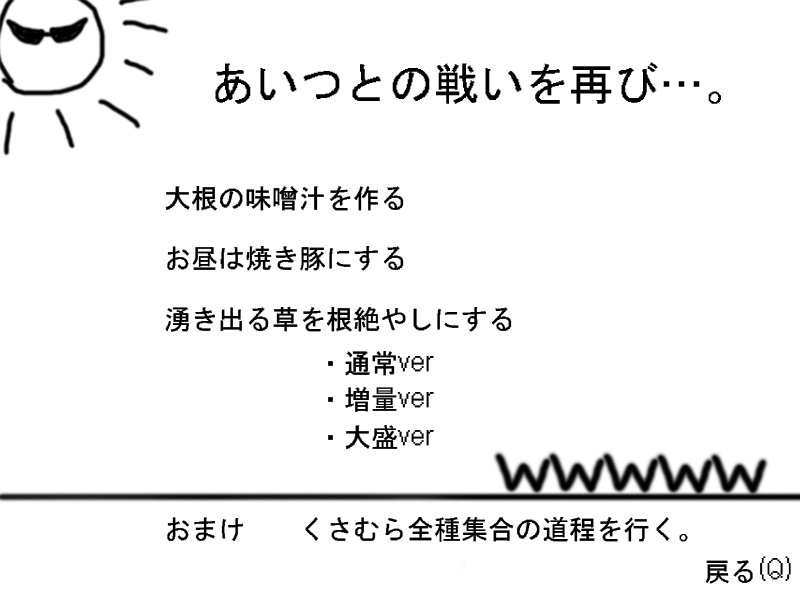 あいつとの戦いを再び…。
大根の味噌汁を作る
お昼は焼き豚にする
湧き出る草を根絶やしにする
・通常ver
・増量ver
・大盛ver
wwwww
おまけ　　くさむら全種集合の道程を行く。
戻る(Q)